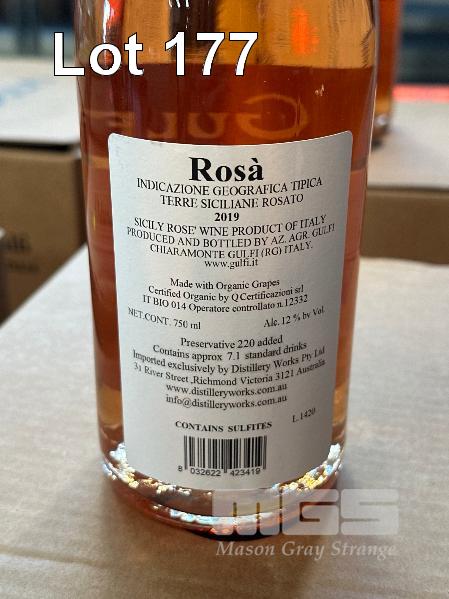 Lot 177
Rosà
INDICAZIONE GEOGRAFICA TIPICA
TERRE SICILIANE ROSATO
2019
SICILY ROSE' WINE PRODUCT OF ITALY
PRODUCED AND BOTTLED BY AZ. AGR. GULFI
CHIARAMONTE GULFI (RG) ITALY.
www.gulfi.it
Made with Organic Grapes
Certified Organic by Q Certificazioni srl
IT BIO 014 Operatore controllato n.12332
NET.CONT. 750 ml Alc. 12 % by Vol.
Preservative 220 added
Contains approx 7.1 standard drinks
Imported exclusively by Distillery Works Pty Ltd
31 River Street ,Richmond Victoria 3121 Australia
www.distilleryworks.com.au
info@distilleryworks.com.au
L.1420
CONTAINS SULFITES
8 032622 423419
MGS
Mason Gray Strange